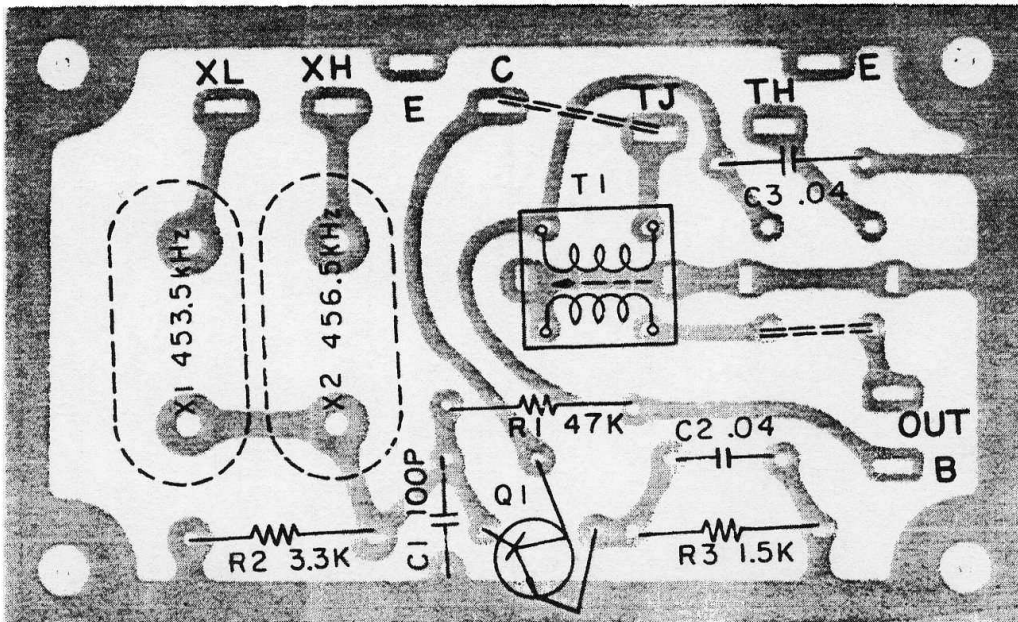 XL
XH
E
C
TJ
TH
E
T1
C3 .04
X1 453.5KHz
X2 456.5KHz
R1 47K
C2 .04
OUT
B
C1 100P
Q1
R2 3.3K
R3 1.5K